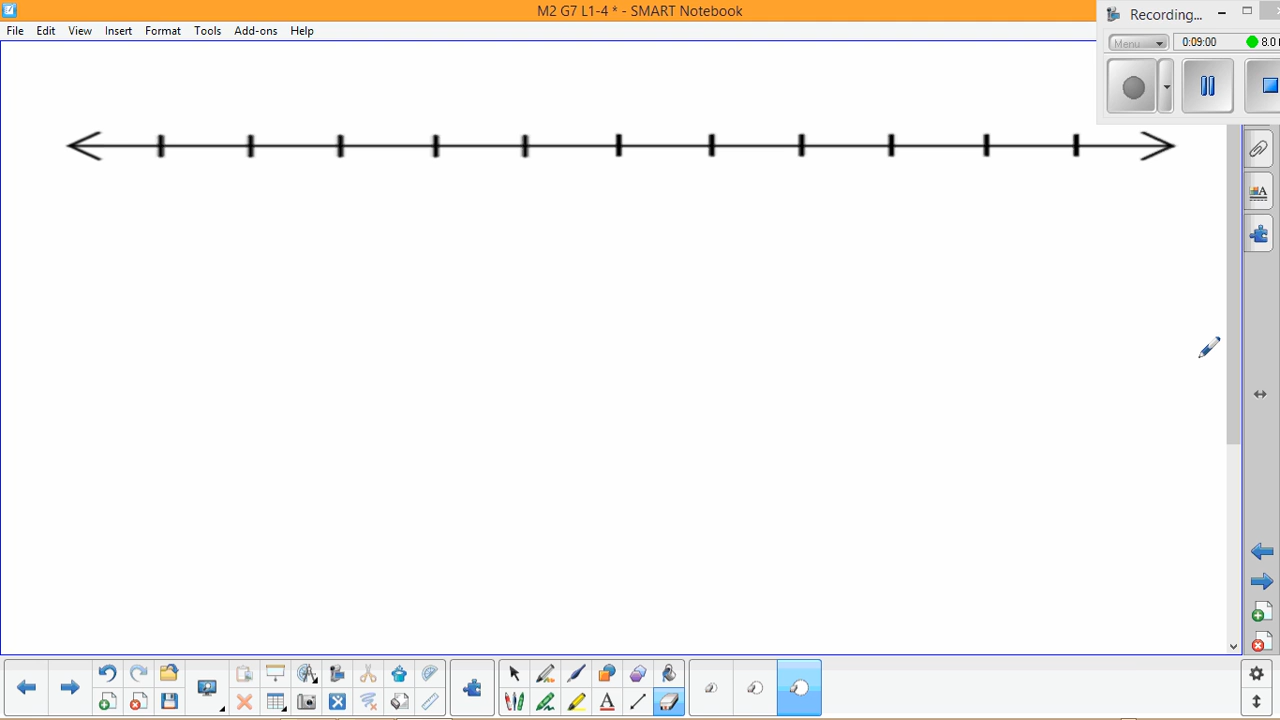 M2 G7 L1-4 * - SMART Notebook
Recording...
File Edit View Insert Format Tools Add-ons Help
Menu 0:09:00 8.0
A
A